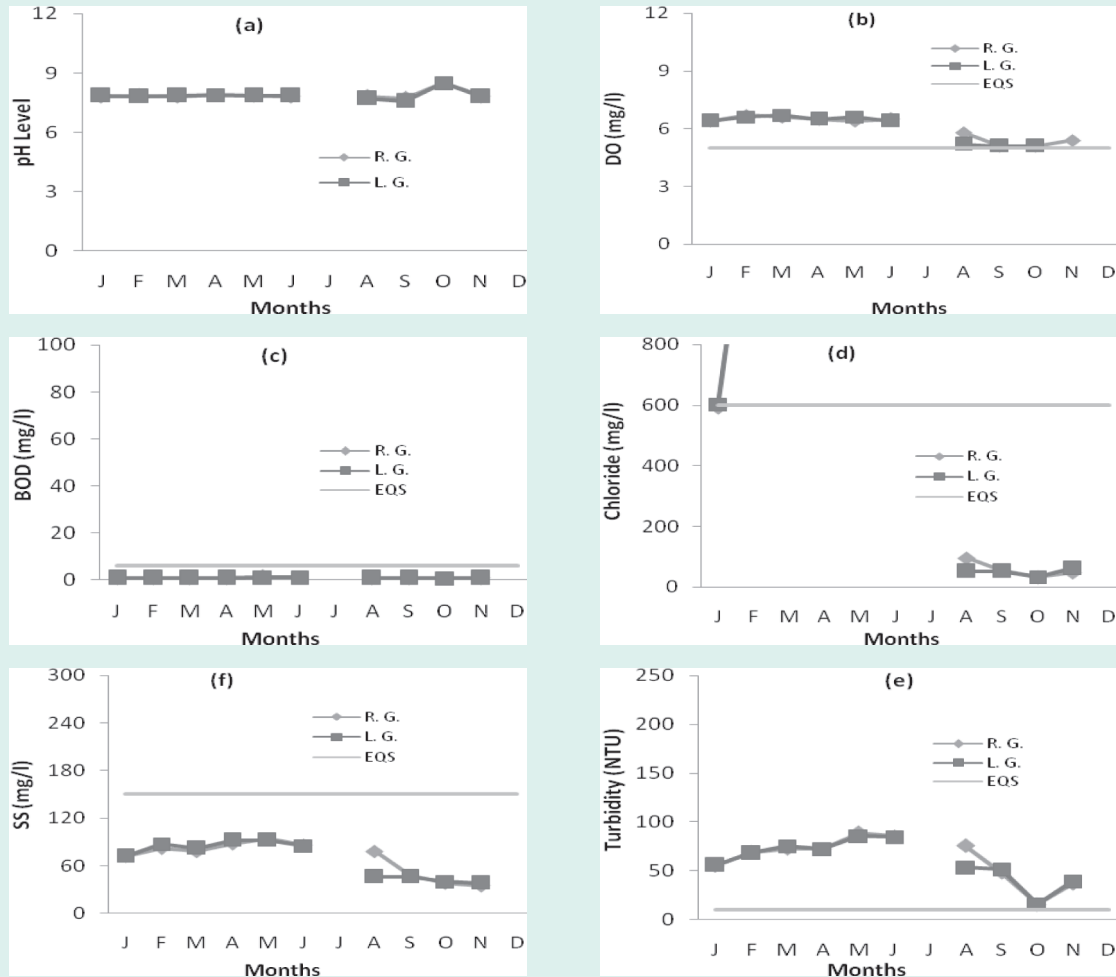 (a)
12
9
6
3
0
pH Level
R. G.
L. G.
J F M A M J J A S O N D
Months
(b)
12
9
6
3
0
DO (mg/l)
R. G.
L. G.
EQS
J F M A M J J A S O N D
Months
(c)
100
80
60
40
20
0
BOD (mg/l)
R. G.
L. G.
EQS
J F M A M J J A S O N D
Months
(d)
800
600
400
200
0
Chloride (mg/l)
R. G.
L. G.
EQS
J F M A M J J A S O N D
Months
(f)
300
240
180
120
60
0
SS (mg/l)
R. G.
L. G.
EQS
J F M A M J J A S O N D
Months
(e)
250
200
150
100
50
0
Turbidity (NTU)
R. G.
L. G.
EQS
J F M A M J J A S O N D
Months